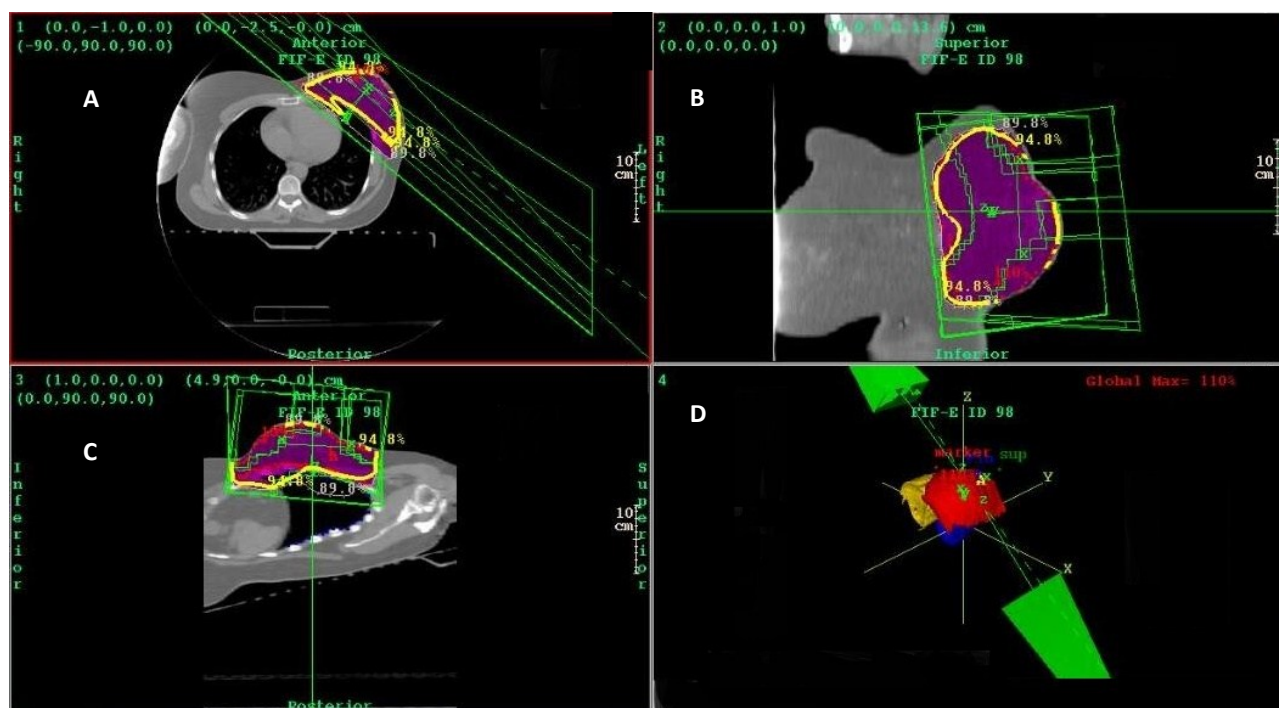 1 (0.0,-1.0,0.0) (0.0,-2.5,-0.0) cm
(-90.0,90.0,90.0)
Anterior
FIF-E ID 98
94.8%
89.8%
A
94.8%
94.8%
89.8%
Right
Left
10
cm
Posterior
2 (0.0,0.0,1.0)
(0.0,0.0,0.0)
Superior
FIF-E ID 98
B
89.8%
94.8%
Right
Left
10
cm
110%
94.8%
Inferior
3 (1.0,0.0,0.0) (4.9,0.0,-0.0) cm
(0.0,90.0,90.0)
Anterior
FIF-E ID 98
C
94.8%
94.8%
89.8%
Inferior
Superior
10
cm
Posterior
4
Global Max= 110%
FIF-E ID 98
D
Z
marker
sup
Y
X
z